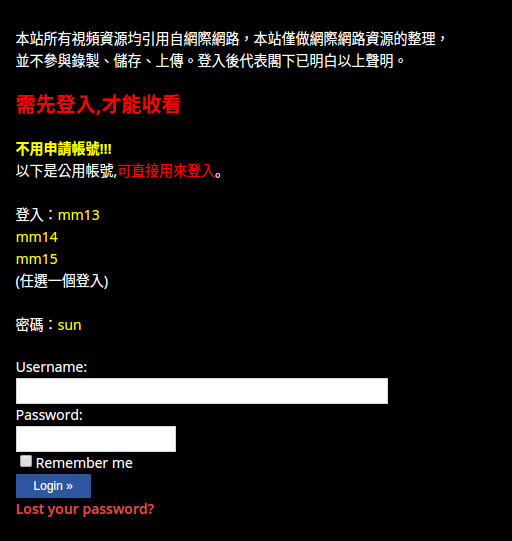 本站所有視頻資源均引用自網際網路，本站僅做網際網路資源的整理，
並不參與錄製、儲存、上傳。登入後代表閣下已明白以上聲明。
需先登入,才能收看
不用申請帳號!!!
以下是公用帳號,可直接用來登入。
登入：mm13
mm14
mm15
(任選一個登入)
密碼：sun
Username:
Password:
Remember me
Login »
Lost your password?